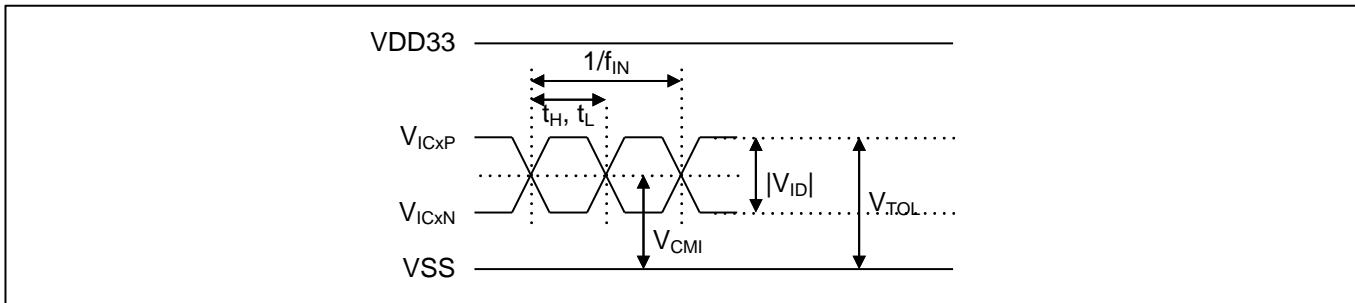 VDD33
1/fIN
tH, tL
VICxP
|VID|
VTOL
VICxN
VCMI
VSS